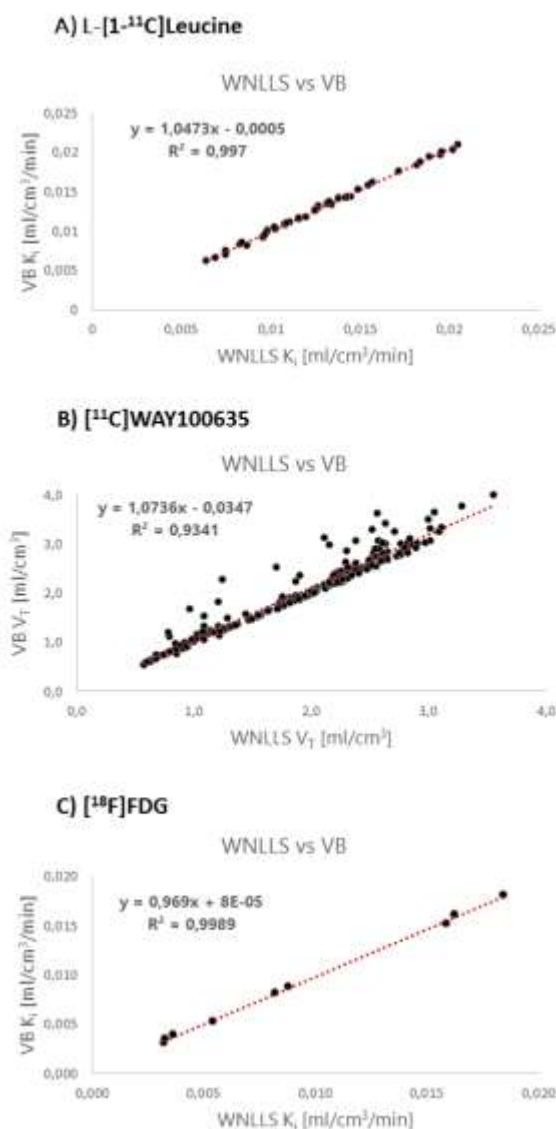 A) L-[1-¹¹C]Leucine
WNLLS vs VB
y = 1,0473x - 0,0005
R² = 0,997
VB Kᵢ [ml/cm³/min]
0,025
0,02
0,015
0,01
0,005
0
0 0,005 0,01 0,015 0,02 0,025
WNLLS Kᵢ [ml/cm³/min]
B) [¹¹C]WAY100635
WNLLS vs VB
y = 1,0736x - 0,0347
R² = 0,9341
VB V_T [ml/cm³]
4,0
3,0
2,0
1,0
0,0
0,0 1,0 2,0 3,0 4,0
WNLLS V_T [ml/cm³]
C) [¹⁸F]FDG
WNLLS vs VB
y = 0,969x + 8E-05
R² = 0,9989
VB Kᵢ [ml/cm³/min]
0,020
0,015
0,010
0,005
0,000
0,000 0,005 0,010 0,015 0,020
WNLLS Kᵢ [ml/cm³/min]